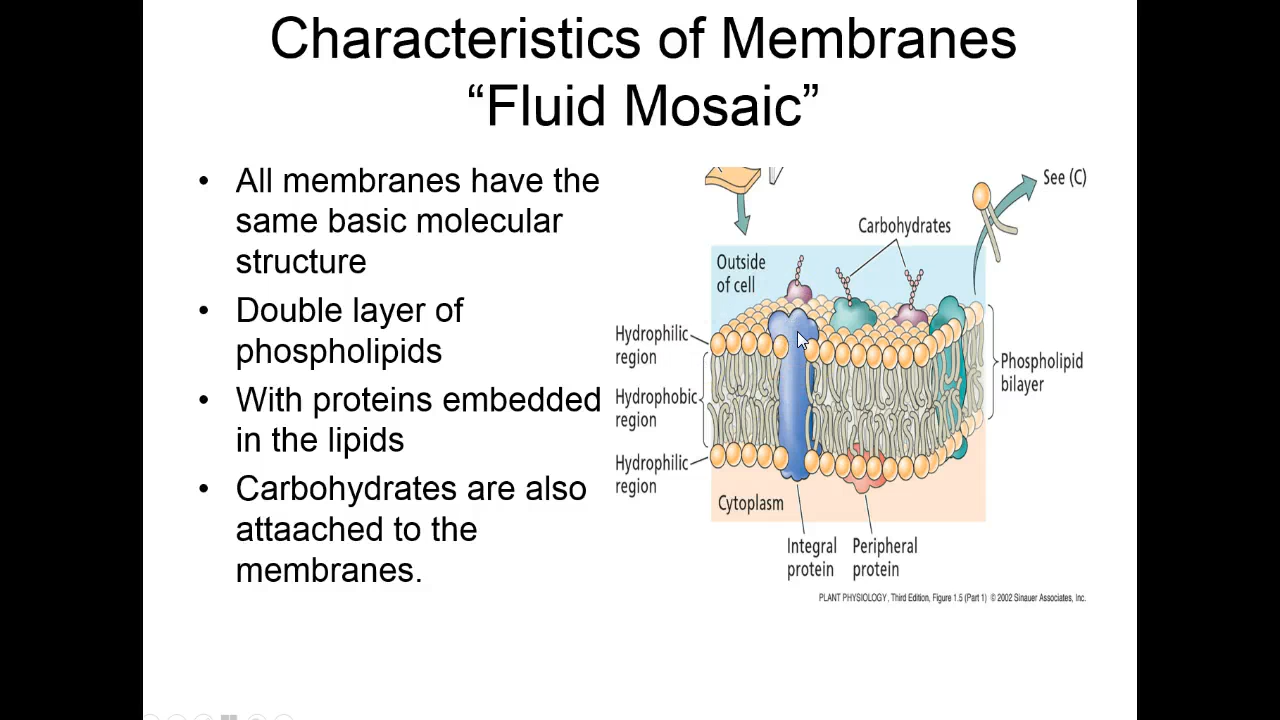 Characteristics of Membranes
“Fluid Mosaic”
• All membranes have the
same basic molecular
structure
• Double layer of
phospholipids
• With proteins embedded
in the lipids
• Carbohydrates are also
attaached to the
membranes.
See (C)
Carbohydrates
Outside
of cell
Hydrophilic
region
Hydrophobic
region
Hydrophilic
region
Phospholipid
bilayer
Cytoplasm
Integral
protein
Peripheral
protein
PLANT PHYSIOLOGY, Third Edition, Figure 1.5 (Part 1) © 2002 Sinauer Associates, Inc.